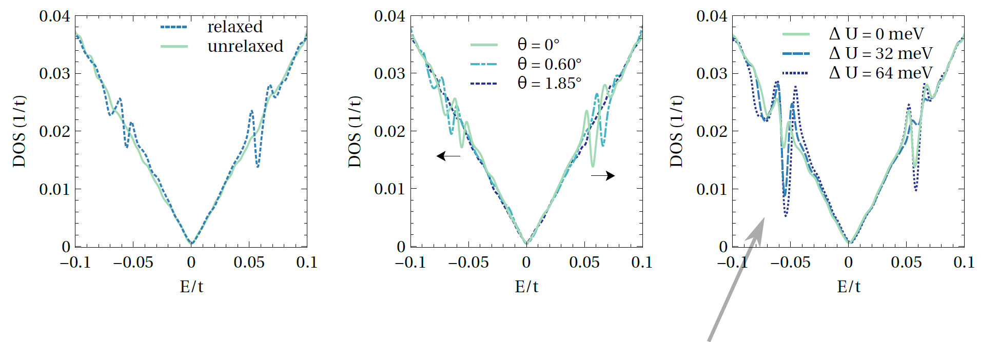 0.04
0.03
0.02
0.01
0
−0.1
−0.05
0
0.05
0.1
DOS (1/t)
E/t
relaxed
unrelaxed
0.04
0.03
0.02
0.01
0
−0.1
−0.05
0
0.05
0.1
DOS (1/t)
E/t
θ = 0°
θ = 0.60°
θ = 1.85°
0.04
0.03
0.02
0.01
0
−0.1
−0.05
0
0.05
0.1
DOS (1/t)
E/t
Δ U = 0 meV
Δ U = 32 meV
Δ U = 64 meV